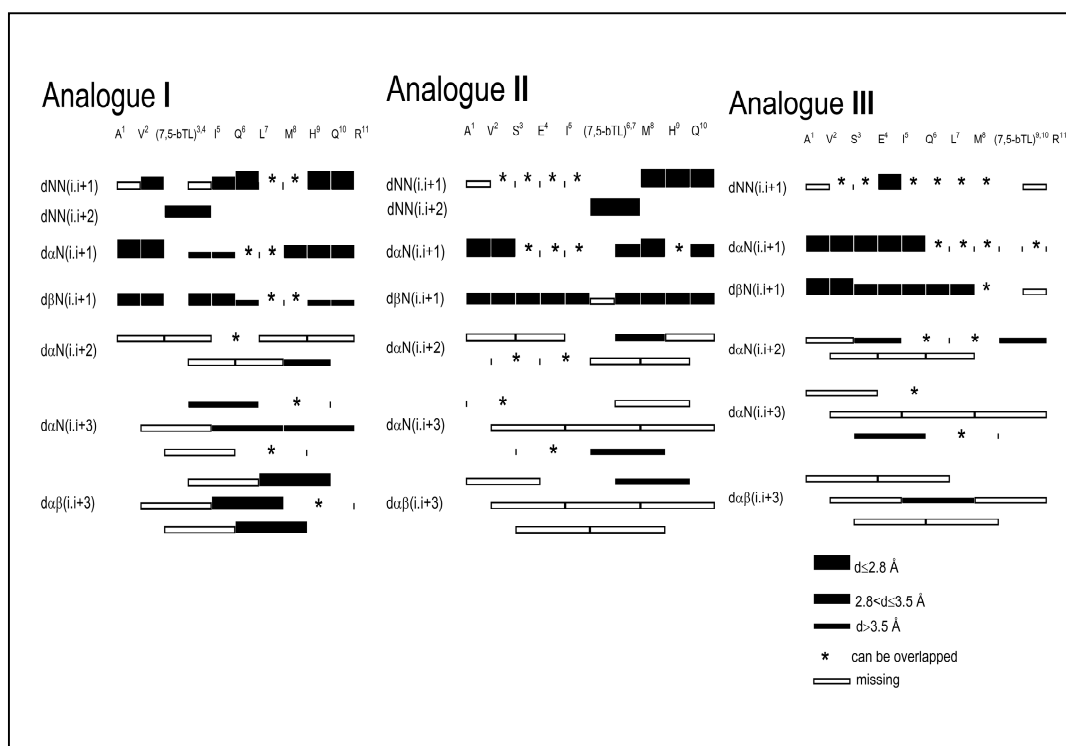 Analogue I
A¹ V² (7,5-bTL)³,⁴ I⁵ Q⁶ L⁷ M⁸ H⁹ Q¹⁰ R¹¹
dNN(i.i+1) * *
dNN(i.i+2)
dαN(i.i+1) * *
dβN(i.i+1) * *
dαN(i.i+2) *
dαN(i.i+3) * *
dαβ(i.i+3) *
Analogue II
A¹ V² S³ E⁴ I⁵ (7,5-bTL)⁶,⁷ M⁸ H⁹ Q¹⁰
dNN(i.i+1) * * * *
dNN(i.i+2)
dαN(i.i+1) * * * *
dβN(i.i+1)
dαN(i.i+2) * *
dαN(i.i+3) * *
dαβ(i.i+3)
Analogue III
A¹ V² S³ E⁴ I⁵ Q⁶ L⁷ M⁸ (7,5-bTL)⁹,¹⁰ R¹¹
dNN(i.i+1) * * * * * *
dαN(i.i+1) * * * *
dβN(i.i+1) *
dαN(i.i+2) * *
dαN(i.i+3) * *
dαβ(i.i+3)
d≤2.8 Å
2.8<d≤3.5 Å
d>3.5 Å
* can be overlapped
missing